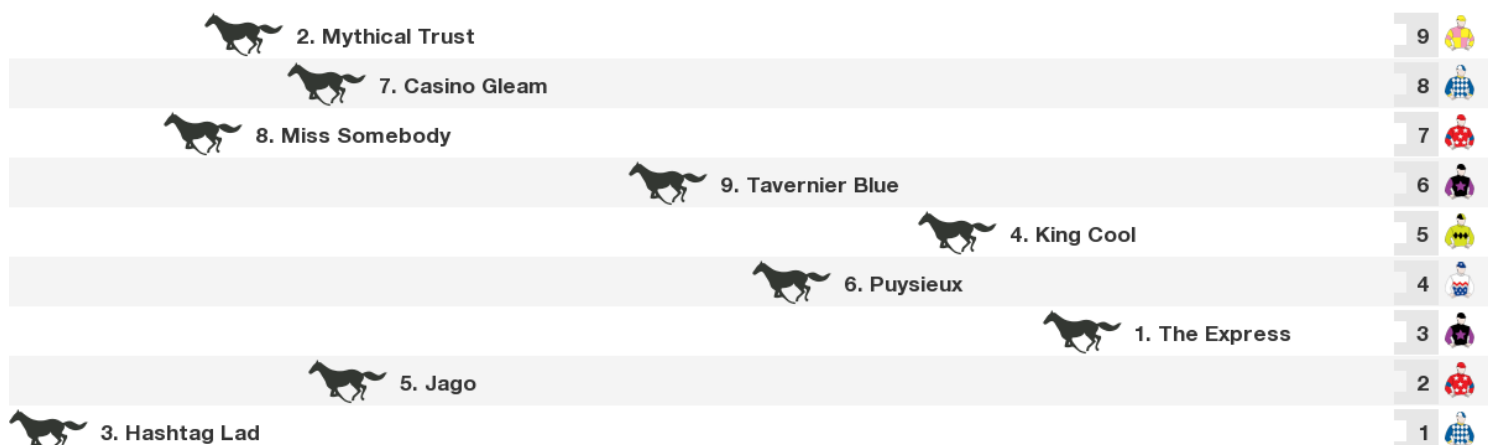 2. Mythical Trust 9
7. Casino Gleam 8
8. Miss Somebody 7
9. Tavernier Blue 6
4. King Cool 5
6. Puysieux 4
1. The Express 3
5. Jago 2
3. Hashtag Lad 1